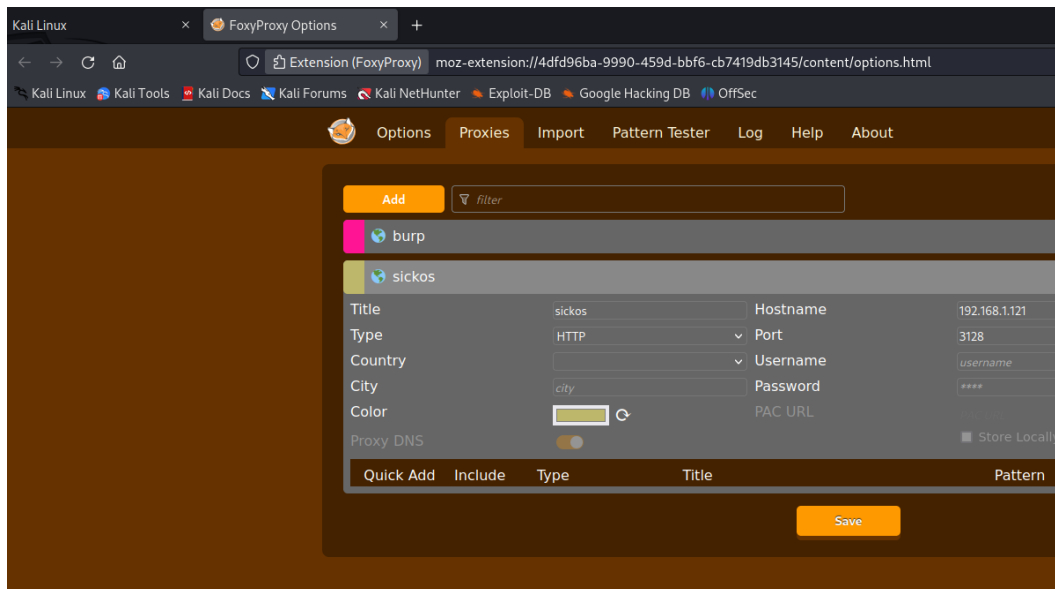 Kali Linux × FoxyProxy Options × +
Extension (FoxyProxy) moz-extension://4dfd96ba-9990-459d-bbf6-cb7419db3145/content/options.html
Kali Linux Kali Tools Kali Docs Kali Forums Kali NetHunter Exploit-DB Google Hacking DB OffSec
Options Proxies Import Pattern Tester Log Help About
Add filter
burp
sickos
Title sickos Hostname 192.168.1.121
Type HTTP Port 3128
Country Username username
City city Password ****
Color PAC URL
Proxy DNS Store Locally
Quick Add Include Type Title Pattern
Save